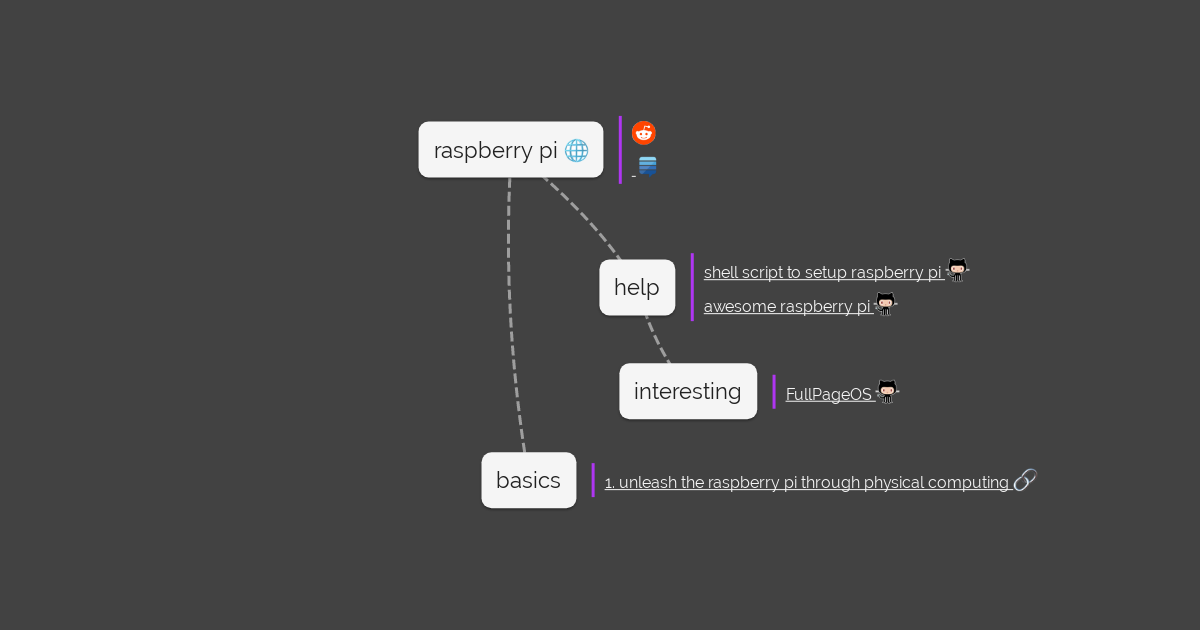 raspberry pi
help
shell script to setup raspberry pi
awesome raspberry pi
interesting
FullPageOS
basics
1. unleash the raspberry pi through physical computing